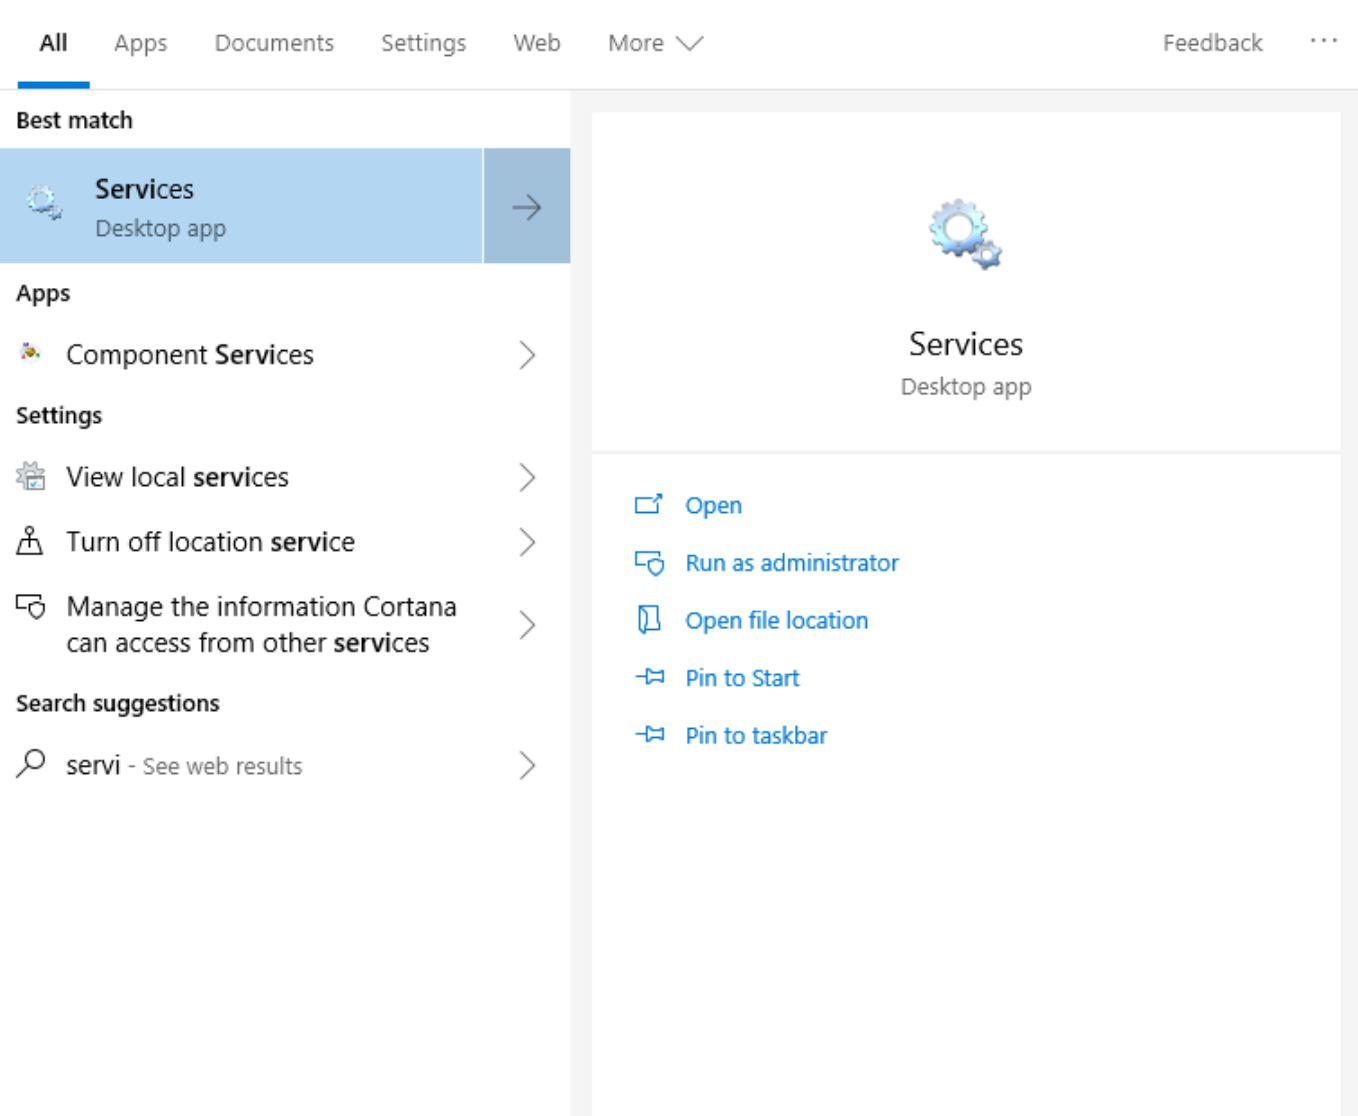 All Apps Documents Settings Web More Feedback ...
Best match
Services
Desktop app
Apps
Component Services
Settings
View local services
Turn off location service
Manage the information Cortana
can access from other services
Search suggestions
servi - See web results
Services
Desktop app
Open
Run as administrator
Open file location
Pin to Start
Pin to taskbar